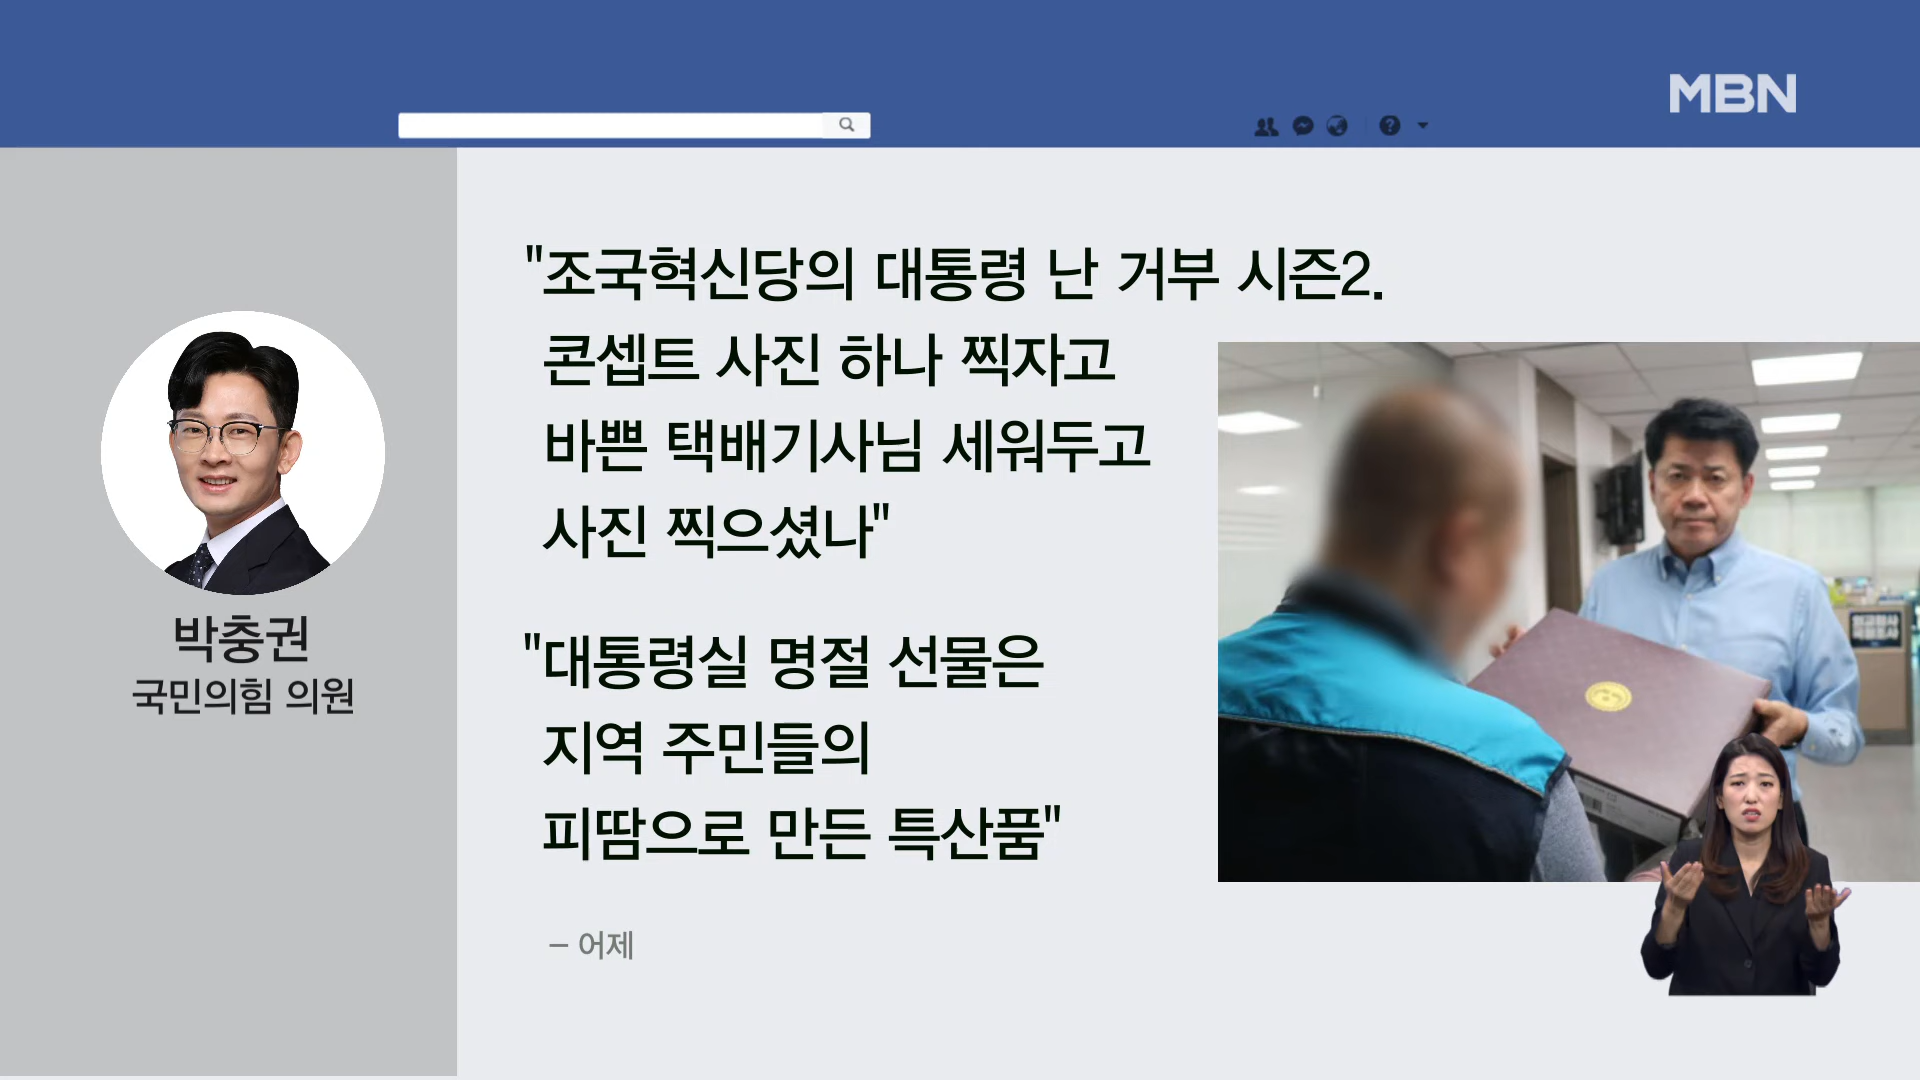 MBN
"조국혁신당의 대통령 난 거부 시즌2.
콘셉트 사진 하나 찍자고
바쁜 택배기사님 세워두고
사진 찍으셨나"
"대통령실 명절 선물은
지역 주민들의
피땀으로 만든 특산품"
– 어제
박충권
국민의힘 의원